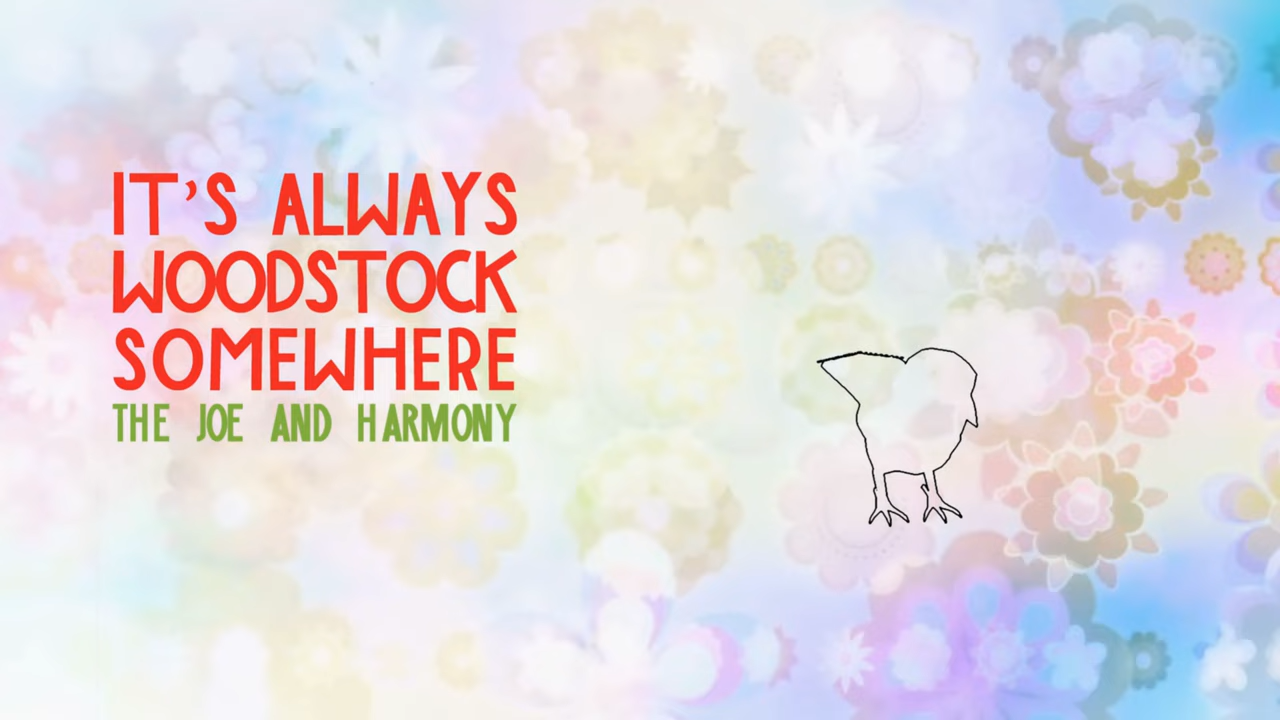 IT'S ALWAYS
WOODSTOCK
SOMEWHERE
THE JOE AND HARMONY